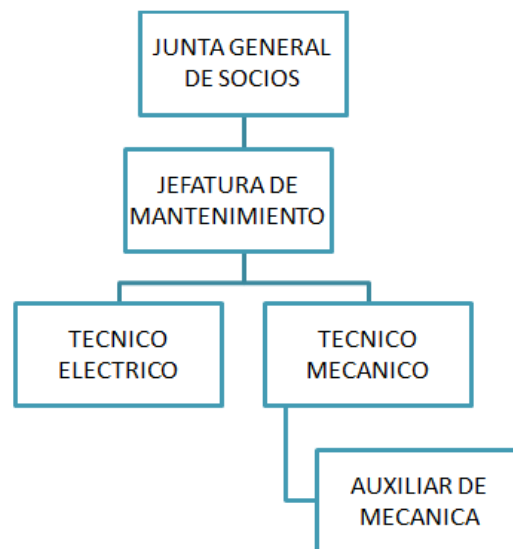 JUNTA GENERAL
DE SOCIOS
JEFATURA DE
MANTENIMIENTO
TECNICO
ELECTRICO
TECNICO
MECANICO
AUXILIAR DE
MECANICA